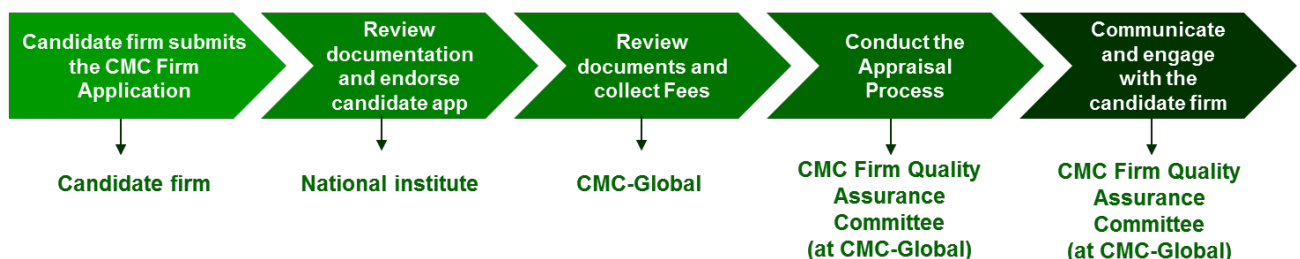 Candidate firm submits
the CMC Firm
Application
Review
documentation
and endorse
candidate app
Review
documents and
collect Fees
Conduct the
Appraisal
Process
Communicate
and engage
with the
candidate firm
Candidate firm
National institute
CMC-Global
CMC Firm Quality
Assurance
Committee
(at CMC-Global)
CMC Firm Quality
Assurance
Committee
(at CMC-Global)